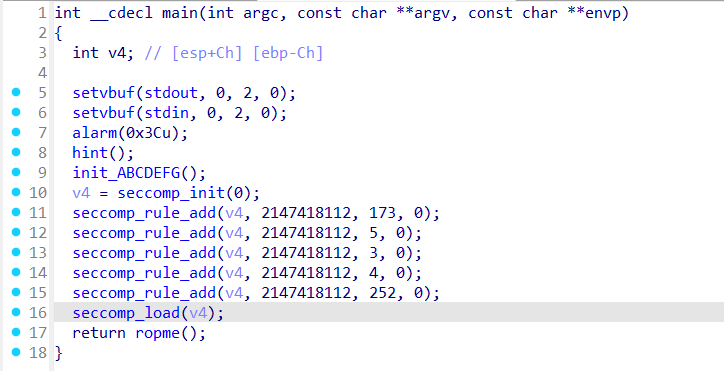 1 int __cdecl main(int argc, const char **argv, const char **envp)
2 {
3   int v4; // [esp+Ch] [ebp-Ch]
4
5   setvbuf(stdout, 0, 2, 0);
6   setvbuf(stdin, 0, 2, 0);
7   alarm(0x3Cu);
8   hint();
9   init_ABCDEFG();
10   v4 = seccomp_init(0);
11   seccomp_rule_add(v4, 2147418112, 173, 0);
12   seccomp_rule_add(v4, 2147418112, 5, 0);
13   seccomp_rule_add(v4, 2147418112, 3, 0);
14   seccomp_rule_add(v4, 2147418112, 4, 0);
15   seccomp_rule_add(v4, 2147418112, 252, 0);
16   seccomp_load(v4);
17   return ropme();
18 }